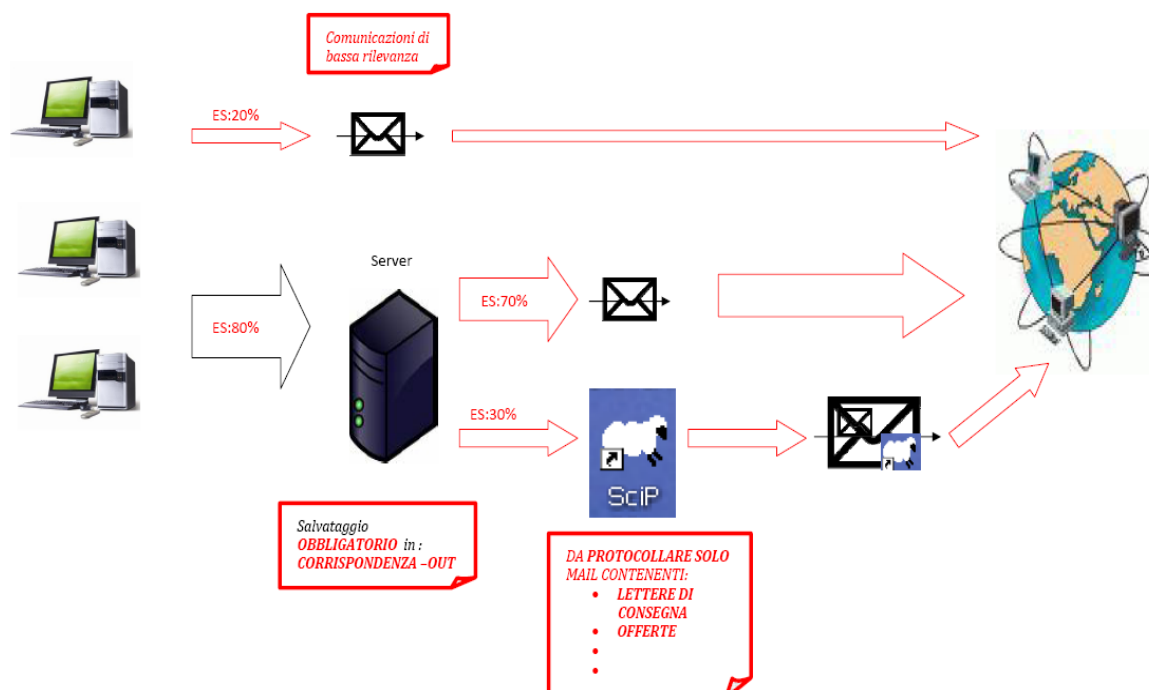 Comunicazioni di
bassa rilevanza
ES:20%
Server
ES:70%
ES:80%
ES:30%
SciP
Salvataggio
OBBLIGATORIO in :
CORRISPONDENZA –OUT
DA PROTOCOLLARE SOLO
MAIL CONTENENTI:
• LETTERE DI
CONSEGNA
• OFFERTE
•
•